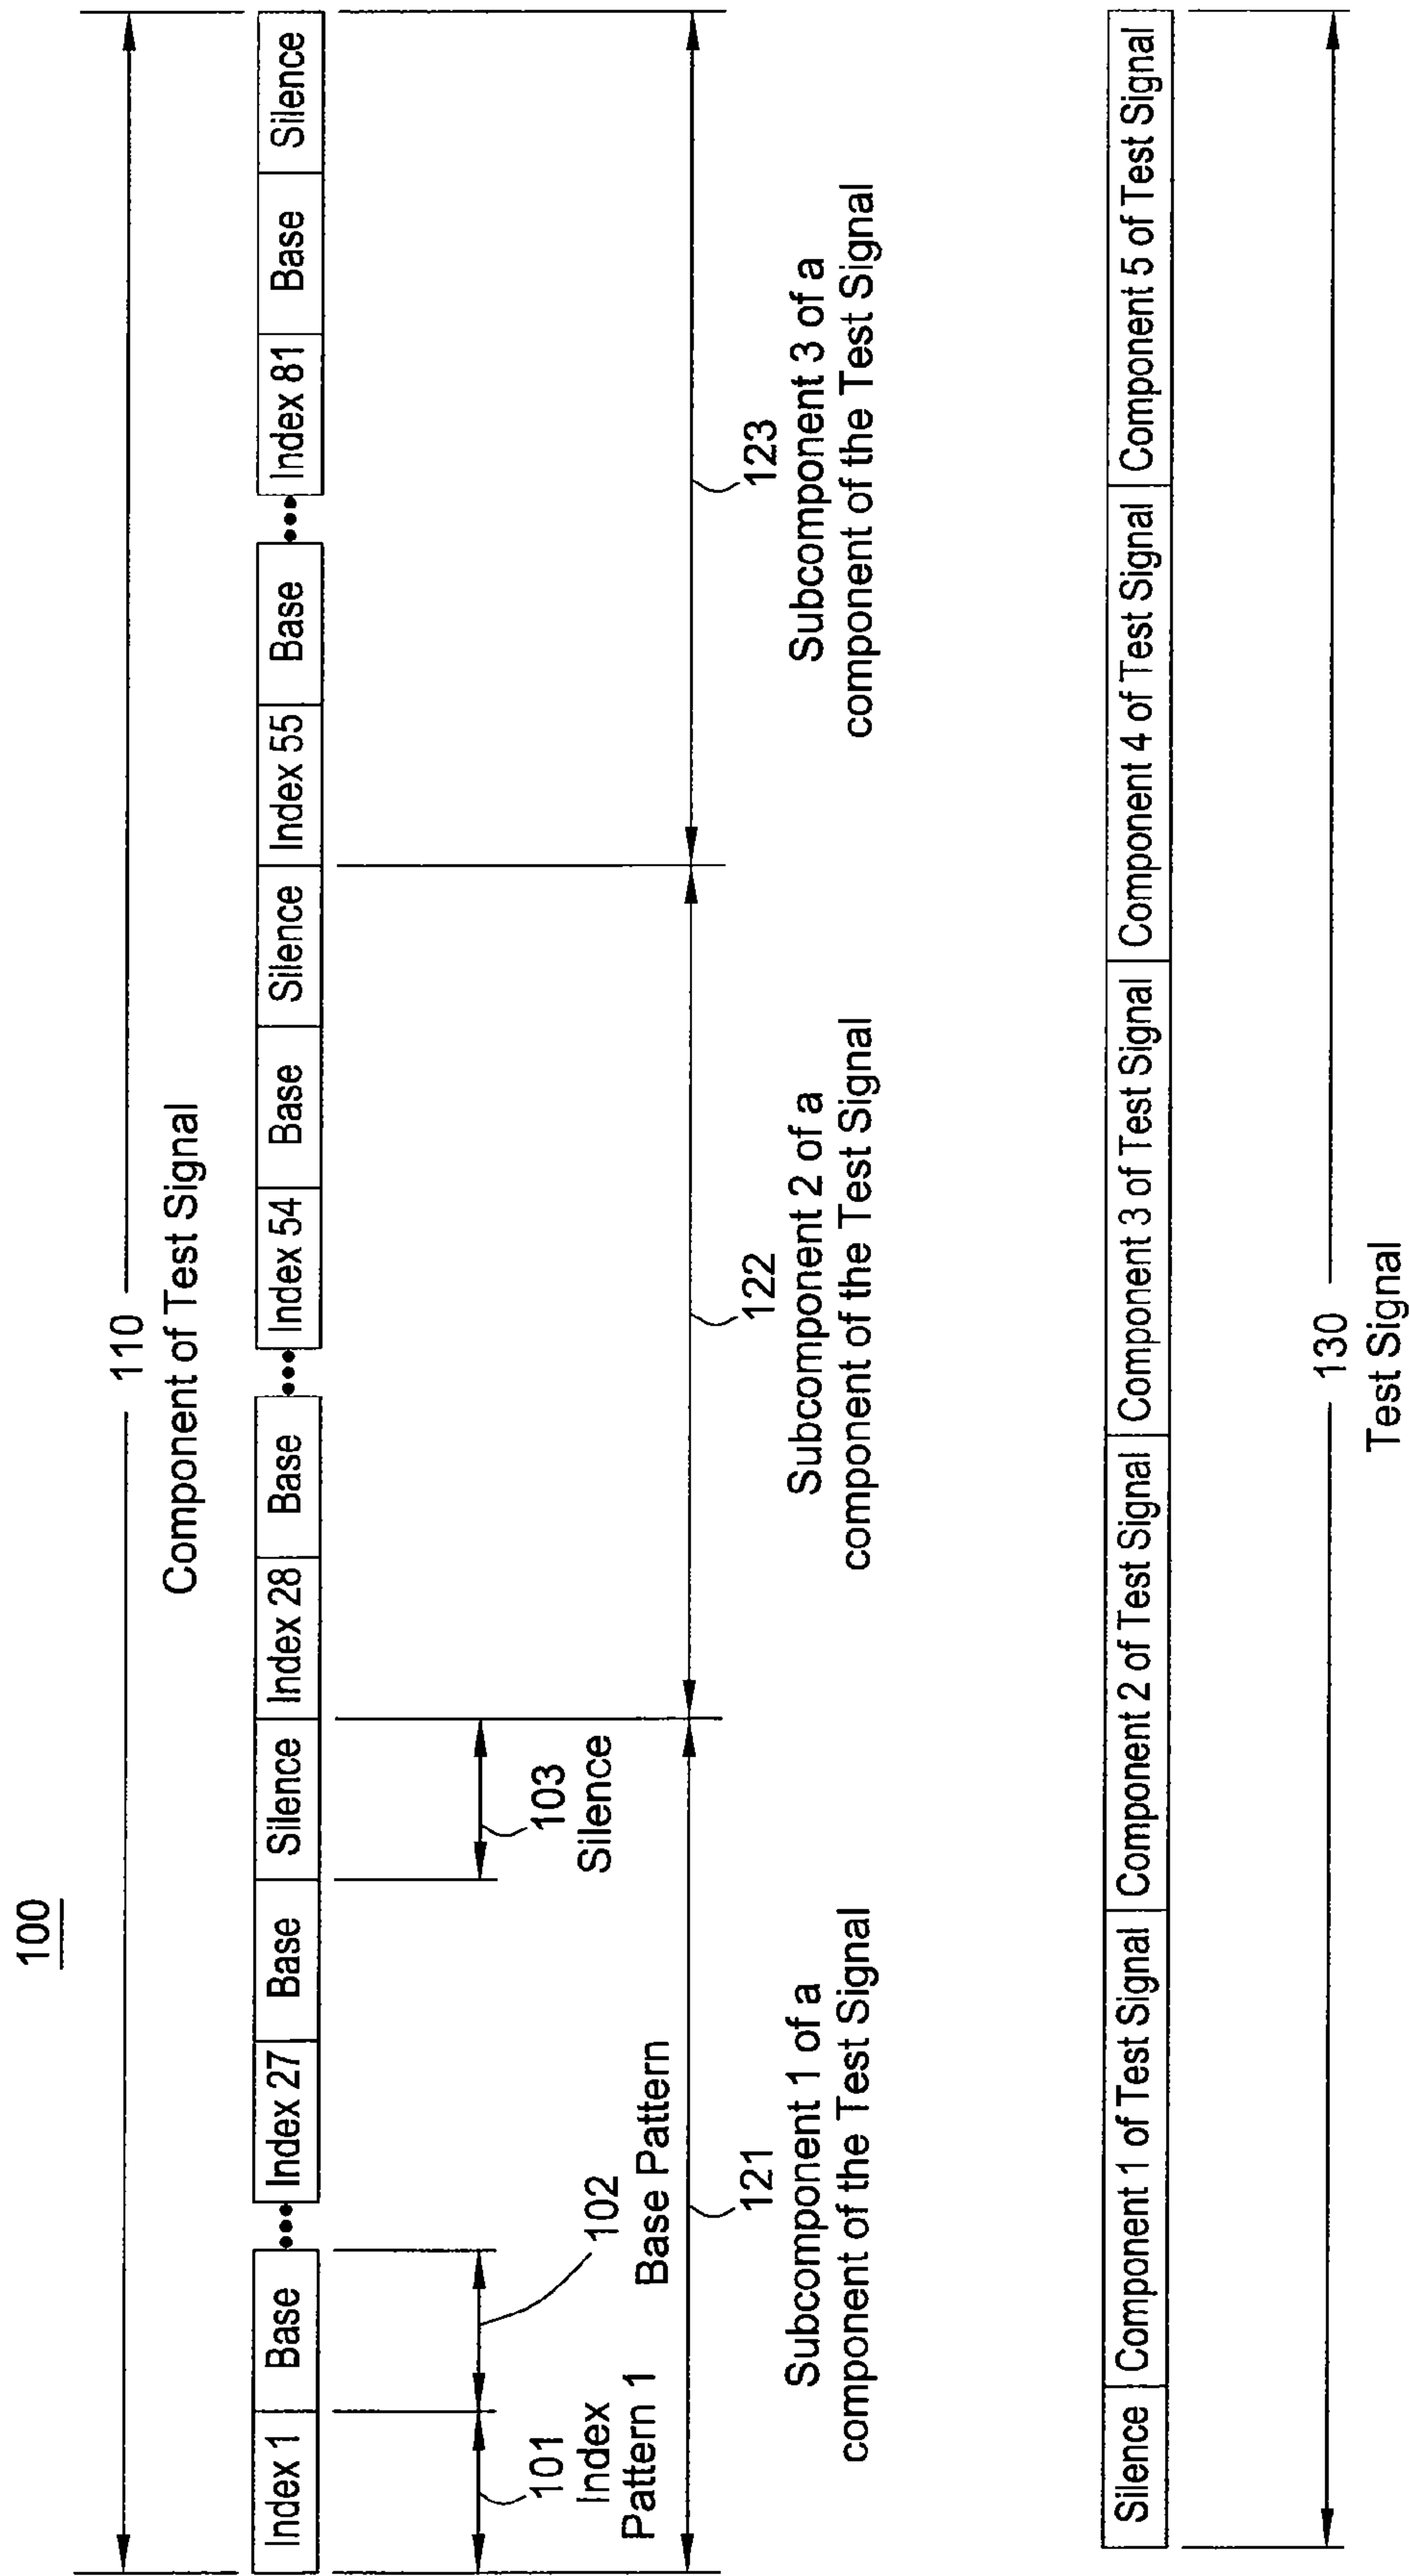 100
110
Component of Test Signal
Index 1 Base ••• Index 27 Base Silence Index 28 Base ••• Index 54 Base Silence Index 55 Base ••• Index 81 Base Silence
101
Index
Pattern 1
102
Base Pattern
103
Silence
121
Subcomponent 1 of a
component of the Test Signal
122
Subcomponent 2 of a
component of the Test Signal
123
Subcomponent 3 of a
component of the Test Signal
Silence Component 1 of Test Signal Component 2 of Test Signal Component 3 of Test Signal Component 4 of Test Signal Component 5 of Test Signal
130
Test Signal